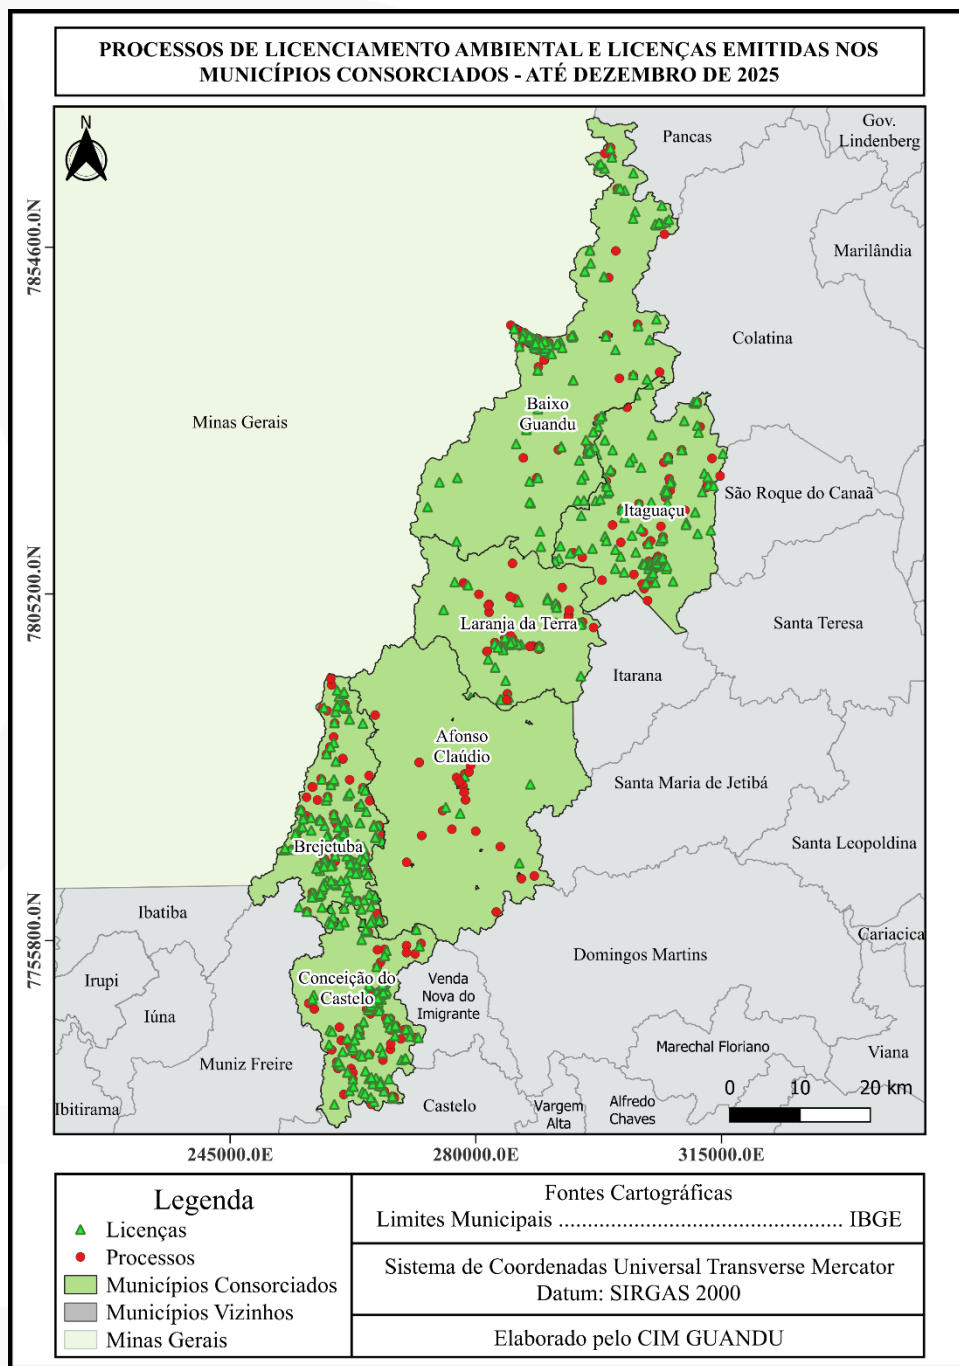 PROCESSOS DE LICENCIAMENTO AMBIENTAL E LICENÇAS EMITIDAS NOS
MUNICÍPIOS CONSORCIADOS - ATÉ DEZEMBRO DE 2025
N
Pancas
Gov.
Lindenberg
7854600.0N
Marilândia
Colatina
Minas Gerais
Baixo
Guandu
São Roque do Canaã
Itaguaçu
7805200.0N
Laranja da Terra
Santa Teresa
Itarana
Afonso
Cláudio
Santa Maria de Jetibá
Santa Leopoldina
Brejetuba
Ibatiba
7755800.0N
Cariacica
Domingos Martins
Irupi
Conceição do
Castelo
Venda
Nova do
Imigrante
Iúna
Marechal Floriano
Viana
Muniz Freire
0 10 20 km
Ibitirama
Castelo
Vargem
Alta
Alfredo
Chaves
245000.0E 280000.0E 315000.0E
Legenda
Licenças
Processos
Municípios Consorciados
Municípios Vizinhos
Minas Gerais
Fontes Cartográficas
Limites Municipais ................................................ IBGE
Sistema de Coordenadas Universal Transverse Mercator
Datum: SIRGAS 2000
Elaborado pelo CIM GUANDU